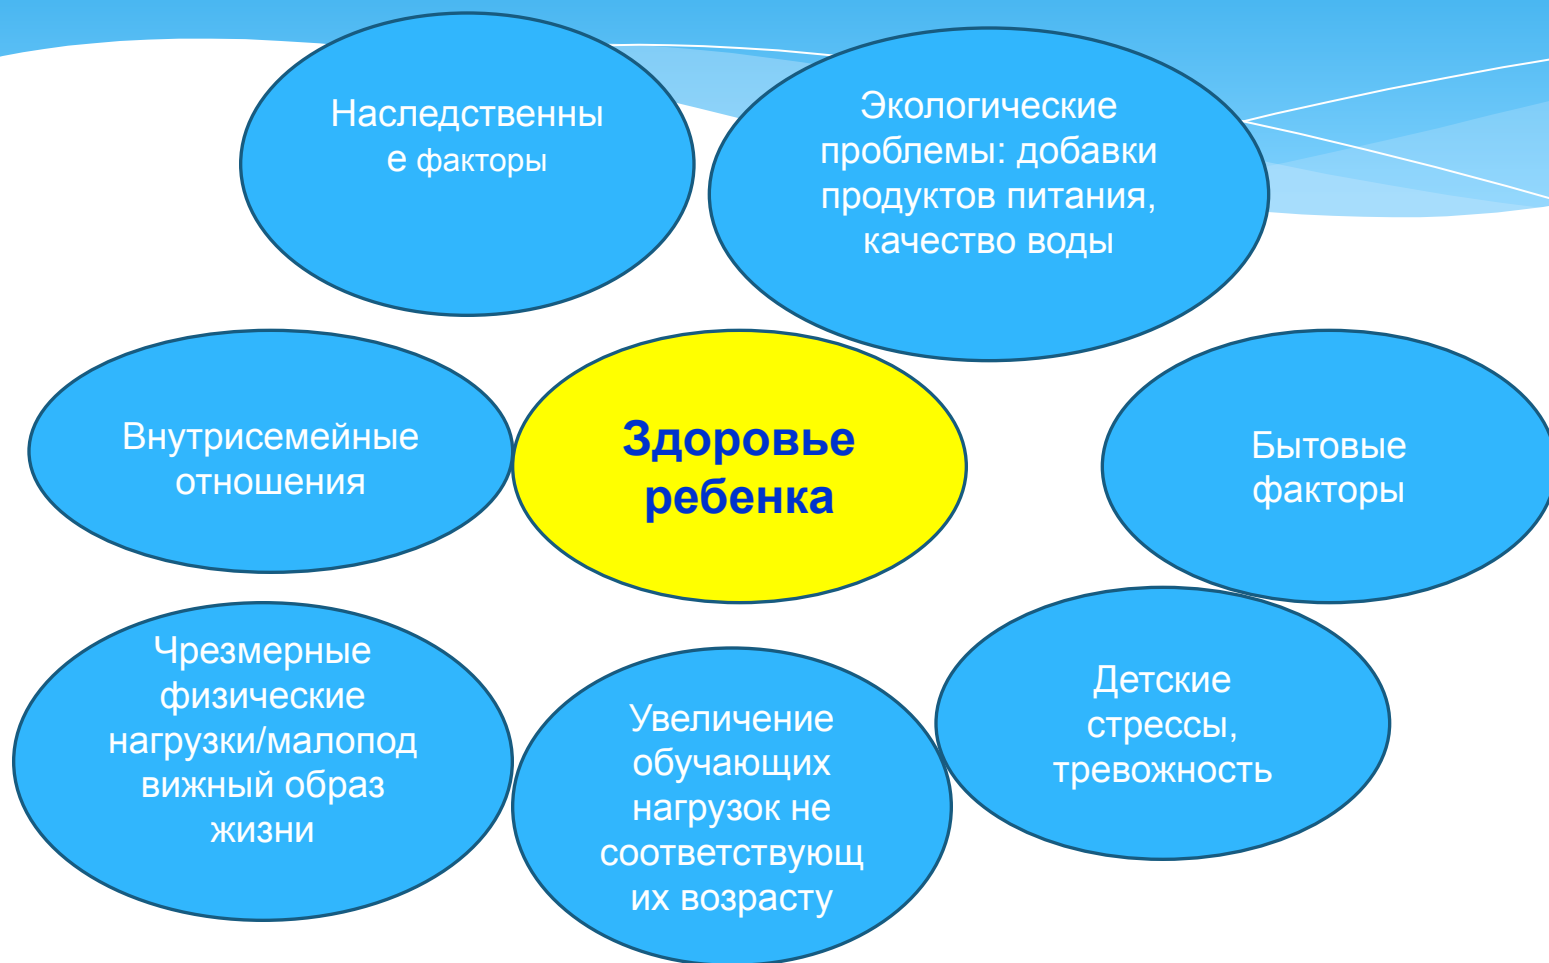 Наследственны
е факторы
Экологические
проблемы: добавки
продуктов питания,
качество воды
Внутрисемейные
отношения
Здоровье
ребенка
Бытовые
факторы
Чрезмерные
физические
нагрузки/малопод
вижный образ
жизни
Увеличение
обучающих
нагрузок не
соответствующ
их возрасту
Детские
стрессы,
тревожность